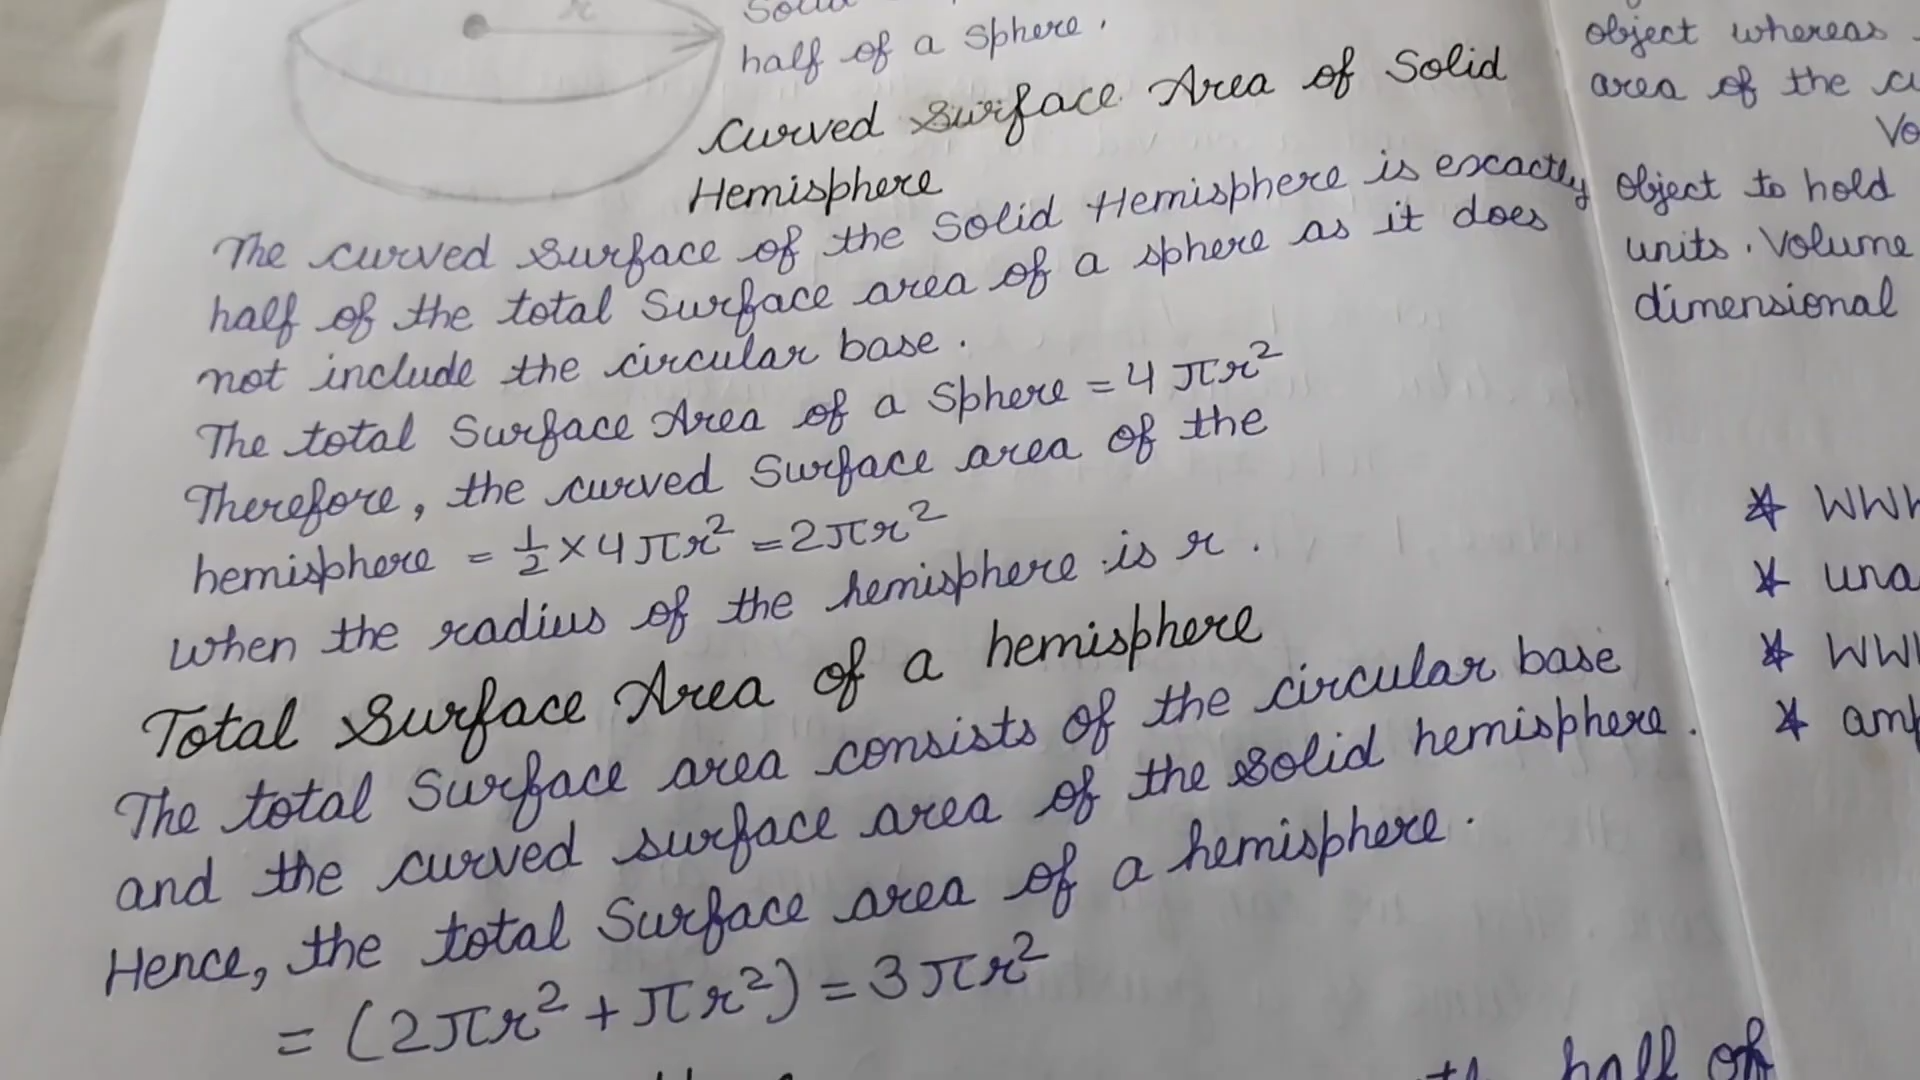 r
Solid
half of a sphere.
Curved Surface Area of Solid
Hemisphere
The curved surface of the Solid Hemisphere is excactly
half of the total Surface area of a sphere as it does
not include the circular base.
The total Surface Area of a Sphere = 4πr²
Therefore, the curved Surface area of the
hemisphere = 1/2 × 4πr² = 2πr²
when the radius of the hemisphere is r.
Total Surface Area of a hemisphere
The total Surface area consists of the circular base
and the curved surface area of the solid hemisphere.
Hence, the total Surface area of a hemisphere.
= (2πr² + πr²) = 3πr²
half of
object whereas
area of the
object to hold
units. Volume
dimensional